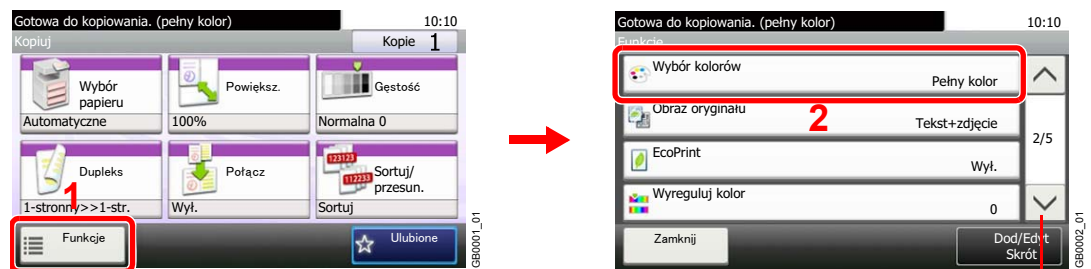 Gotowa do kopiowania. (pełny kolor) 10:10
Kopiuj Kopie 1
Wybór papieru
Automatyczne
Powiększ.
100%
Gęstość
Normalna 0
Dupleks
1-stronny>>1-str.
Połącz
Wył.
123123
112233
Sortuj/
przesun.
Sortuj
1
Funkcje
Ulubione
GB0001_01
Gotowa do kopiowania. (pełny kolor) 10:10
Funkcje
Wybór kolorów
Pełny kolor
2
Obraz oryginału
Tekst+zdjęcie
2/5
EcoPrint
Wył.
Wyreguluj kolor
0
Zamknij
Dod/Edyt
Skrót
GB0002_01